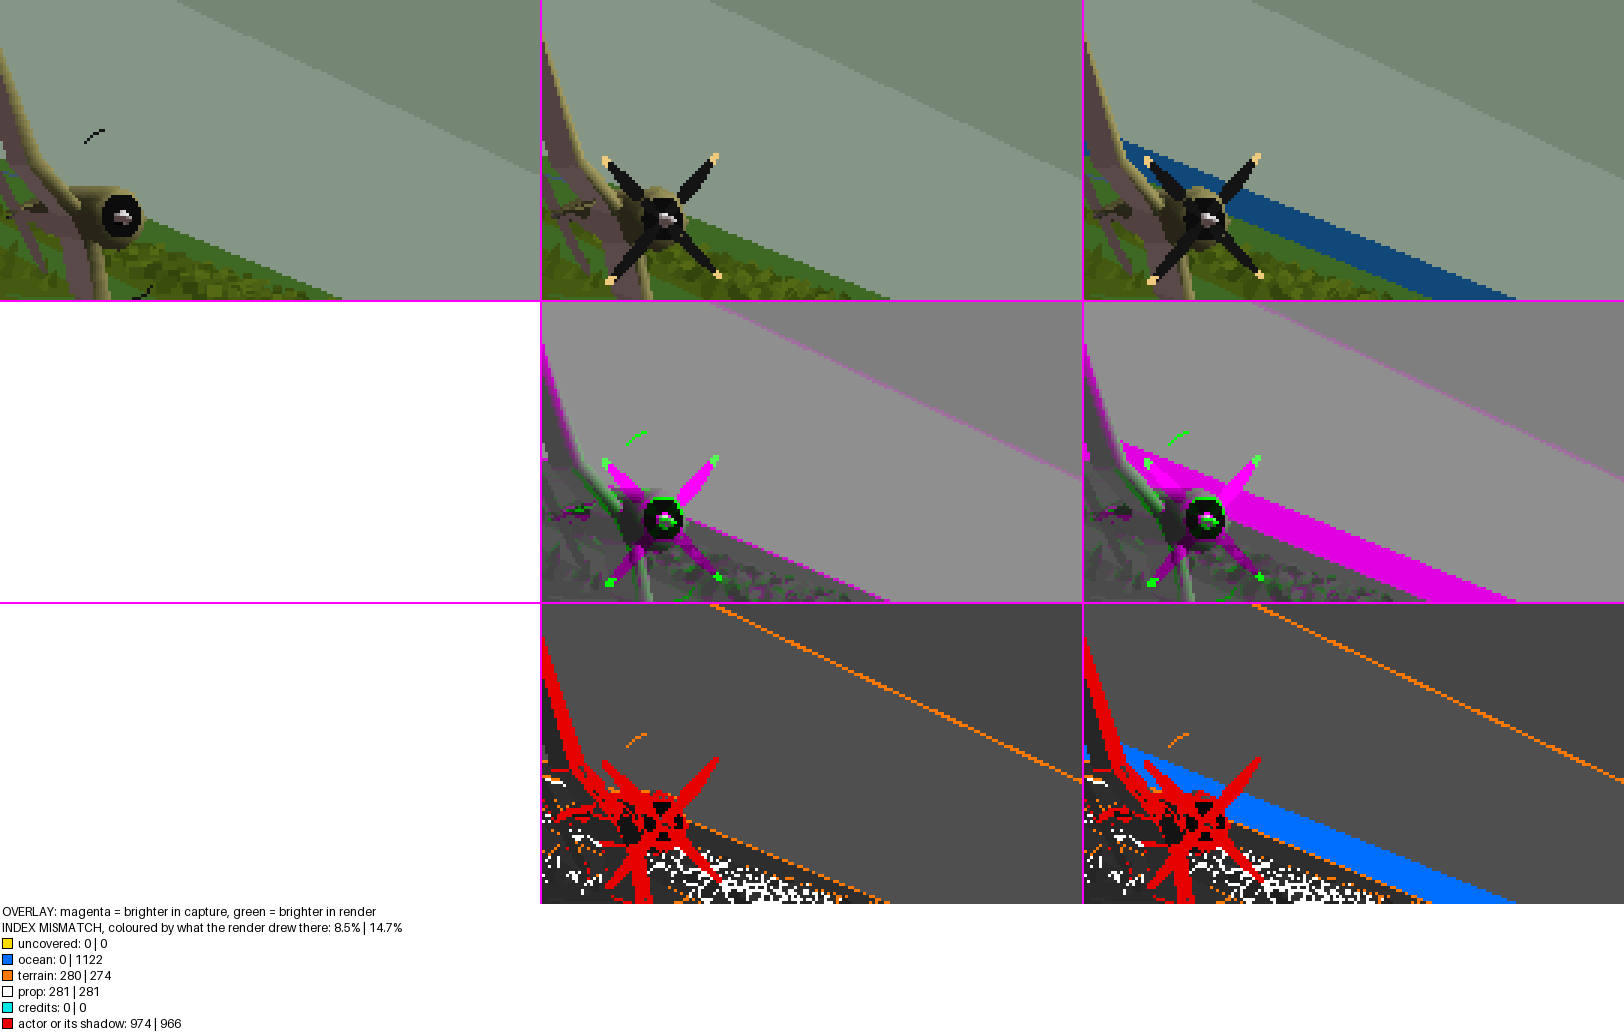 OVERLAY: magenta = brighter in capture, green = brighter in render
INDEX MISMATCH, coloured by what the render drew there: 8.5% | 14.7%
uncovered: 0 | 0
ocean: 0 | 1122
terrain: 280 | 274
prop: 281 | 281
credits: 0 | 0
actor or its shadow: 974 | 966